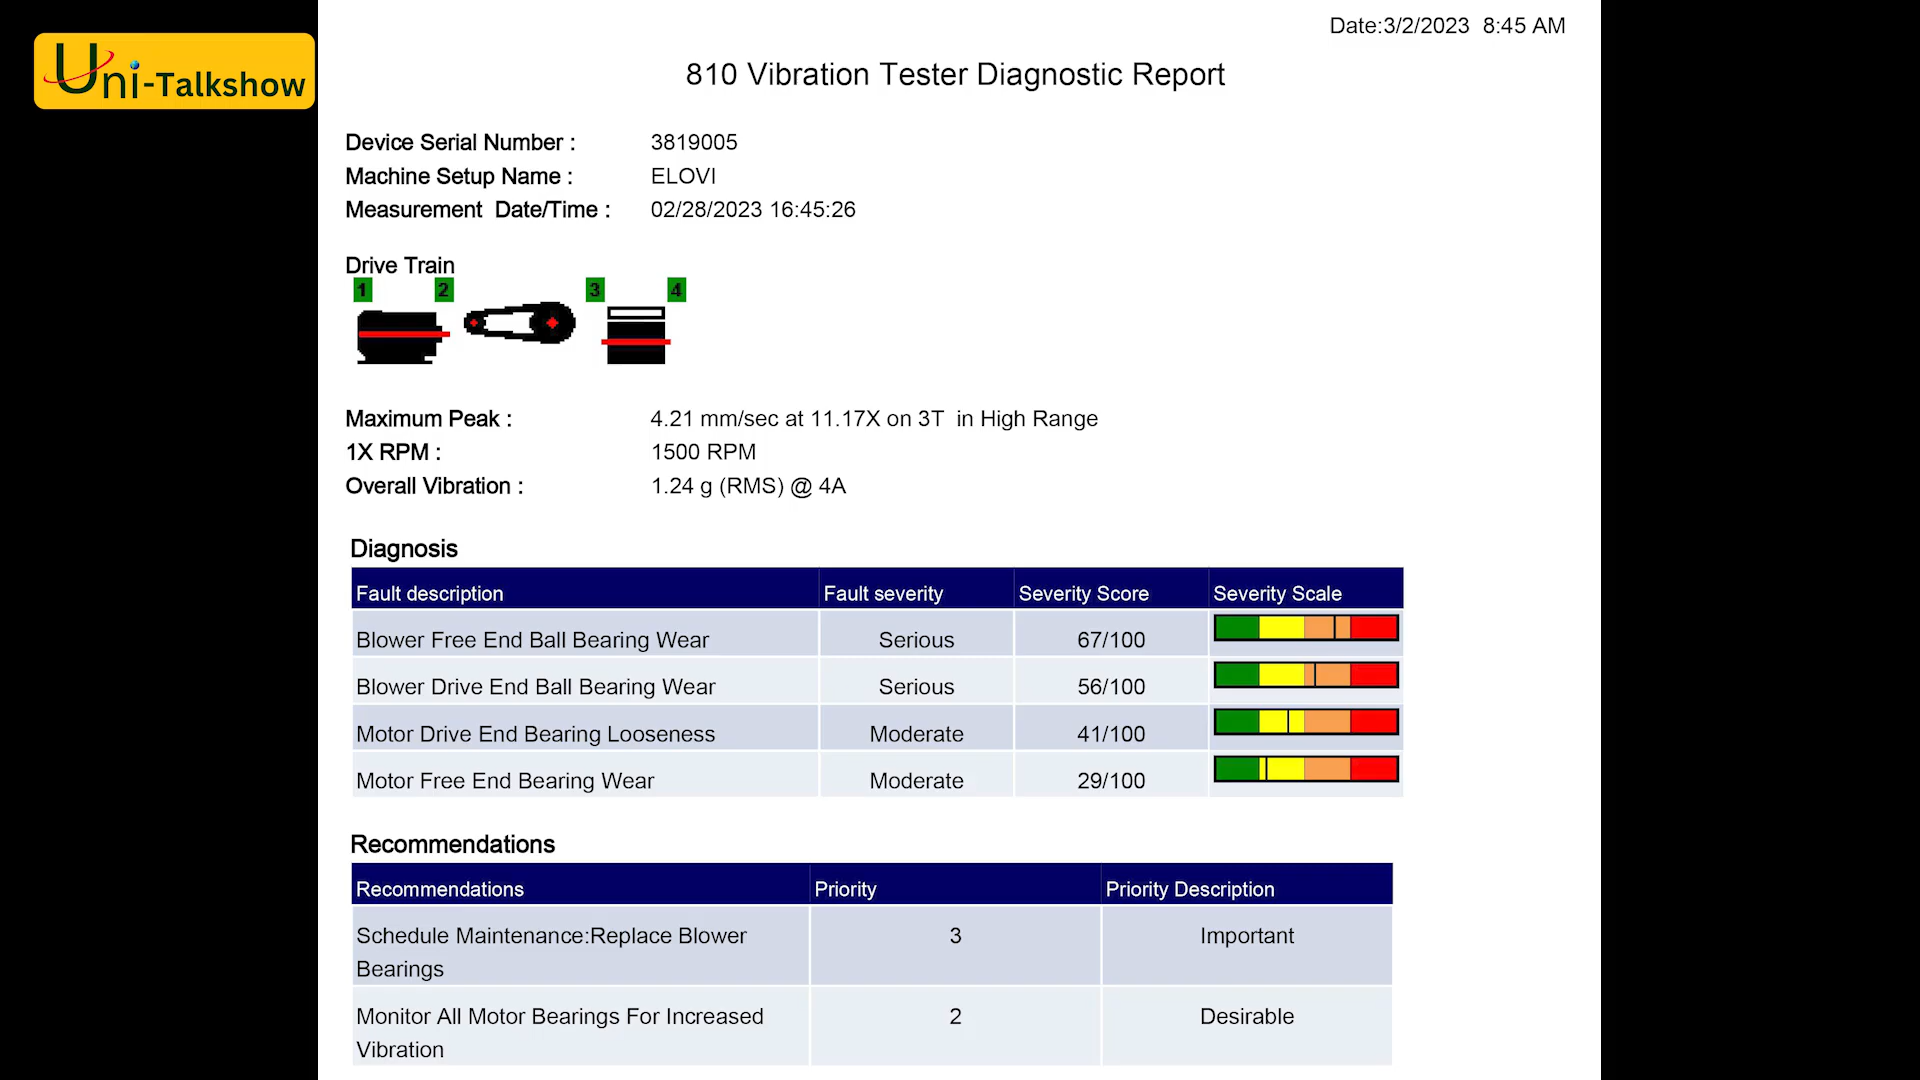 Uni-Talkshow
Date:3/2/2023 8:45 AM
810 Vibration Tester Diagnostic Report
Device Serial Number : 3819005
Machine Setup Name : ELOVI
Measurement Date/Time : 02/28/2023 16:45:26
Drive Train
1 2 3 4
Maximum Peak : 4.21 mm/sec at 11.17X on 3T in High Range
1X RPM : 1500 RPM
Overall Vibration : 1.24 g (RMS) @ 4A
Diagnosis
Fault description Fault severity Severity Score Severity Scale
Blower Free End Ball Bearing Wear Serious 67/100
Blower Drive End Ball Bearing Wear Serious 56/100
Motor Drive End Bearing Looseness Moderate 41/100
Motor Free End Bearing Wear Moderate 29/100
Recommendations
Recommendations Priority Priority Description
Schedule Maintenance:Replace Blower 3 Important
Bearings
Monitor All Motor Bearings For Increased 2 Desirable
Vibration